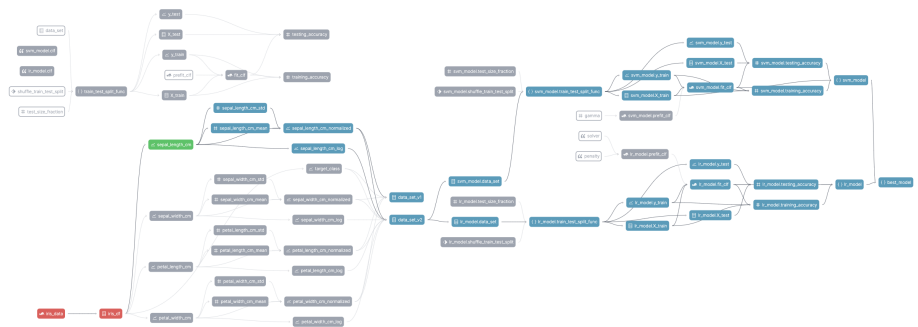 y_test
data_set
X_test
testing_accuracy
svm_model.y_test
svm_model.clf
y_train
svm_model.X_test
svm_model.testing_accuracy
lr_model.clf
prefit_clf
fit_clf
training_accuracy
svm_model.test_size_fraction
svm_model.y_train
svm_model
shuffle_train_test_split
train_test_split_func
X_train
svm_model.shuffle_train_test_split
svm_model.train_test_split_func
svm_model.X_train
svm_model.fit_clf
svm_model.training_accuracy
test_size_fraction
sepal_length_cm_std
gamma
svm_model.prefit_clf
sepal_length_cm_mean
sepal_length_cm_normalized
solver
sepal_length_cm
sepal_length_cm_log
penalty
lr_model.prefit_clf
target_class
lr_model.y_test
sepal_width_cm_std
svm_model.data_set
lr_model.fit_clf
lr_model.testing_accuracy
lr_model
best_model
sepal_width_cm_mean
sepal_width_cm_normalized
data_set_v1
lr_model.test_size_fraction
lr_model.y_train
lr_model.training_accuracy
sepal_width_cm
sepal_width_cm_log
data_set_v2
lr_model.data_set
lr_model.train_test_split_func
lr_model.X_test
lr_model.X_train
petal_length_cm_std
lr_model.shuffle_train_test_split
petal_length_cm_mean
petal_length_cm_normalized
petal_length_cm
petal_length_cm_log
petal_width_cm_std
petal_width_cm_mean
petal_width_cm_normalized
iris_data
iris_df
petal_width_cm
petal_width_cm_log